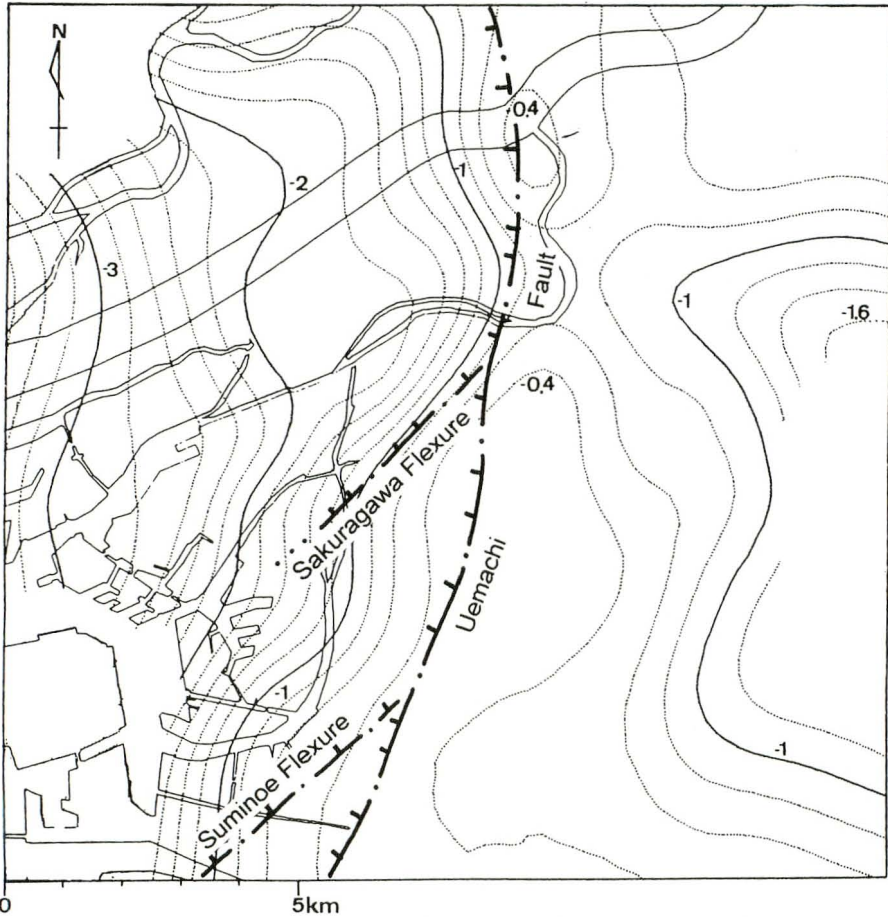 N
0.4
-1
-2
-3
Fault
-1
-1.6
-0.4
Sakuragawa Flexure
Uemachi
-1
-1
Suminoe Flexure
0
5km